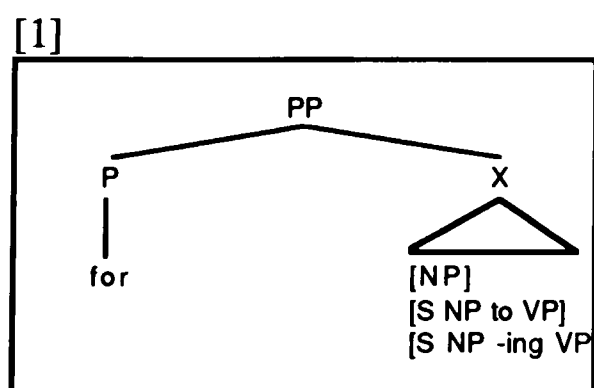 [1]
PP
P X
for
[NP]
[S NP to VP]
[S NP -ing VP